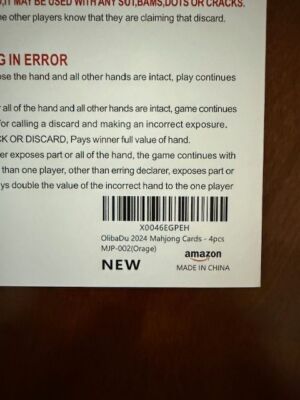 ,IT MAY BE USED WITH ANY SUIT,BAMS,DOTS OR CRACKS.
e other players know that they are claiming that discard.
G IN ERROR
ose the hand and all other hands are intact, play continues
all of the hand and all other hands are intact, game continues
for calling a discard and making an incorrect exposure.
CK OR DISCARD, Pays winner full value of hand.
er exposes part or all of hand, the game continues with
than one player, other than erring declarer, exposes part or
ys double the value of the incorrect hand to the one player
X0046EGPEH
OlibaDu 2024 Mahjong Cards - 4pcs
MJP-002(Orage)
amazon
NEW
MADE IN CHINA